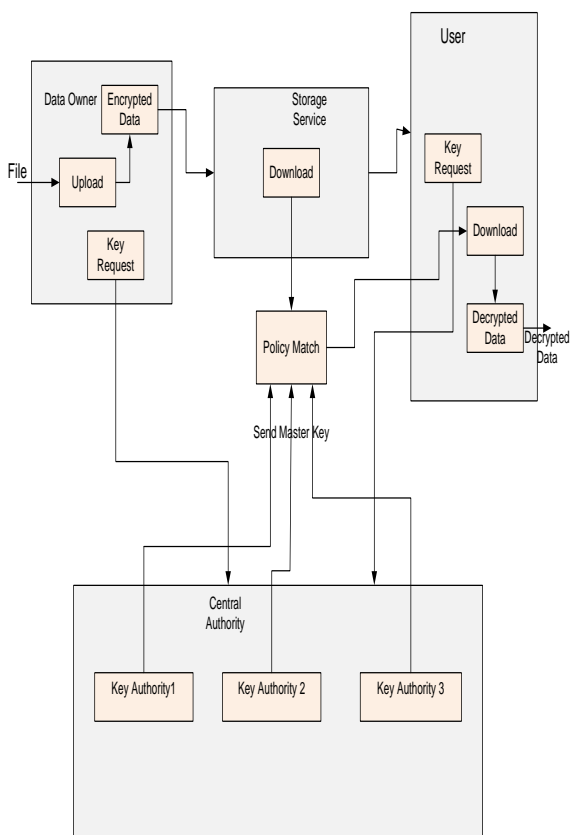 User
Data Owner
Encrypted
Data
Storage
Service
File
Upload
Download
Key
Request
Key
Request
Download
Policy Match
Decrypted
Data
Decrypted
Data
Send Master Key
Central
Authority
Key Authority1
Key Authority 2
Key Authority 3